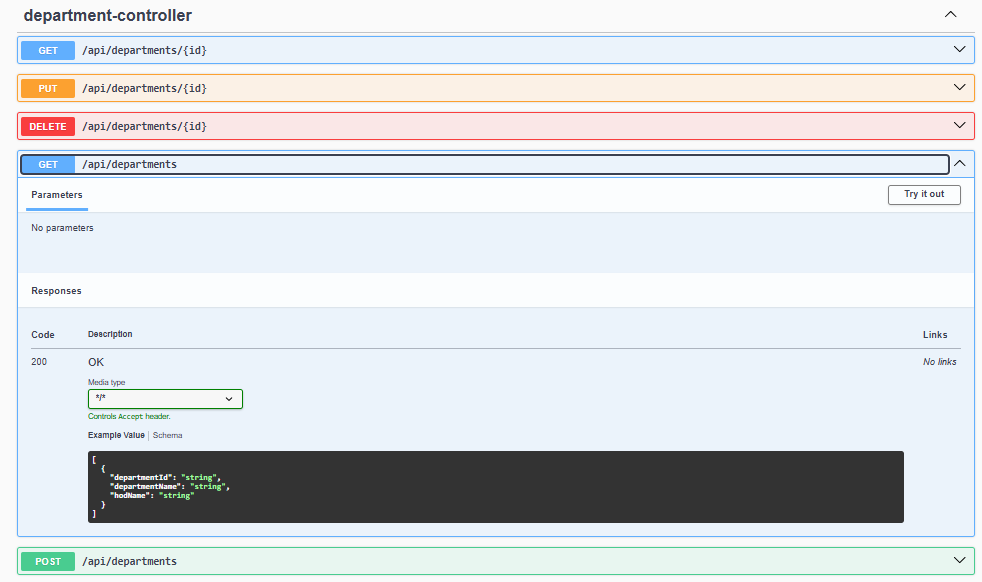 department-controller
GET /api/departments/{id}
PUT /api/departments/{id}
DELETE /api/departments/{id}
GET /api/departments
Parameters
Try it out
No parameters
Responses
Code Description Links
200 OK No links
Media type
*/*
Controls Accept header.
Example Value | Schema
[
  {
    "departmentId": "string",
    "departmentName": "string",
    "hodName": "string"
  }
]
POST /api/departments